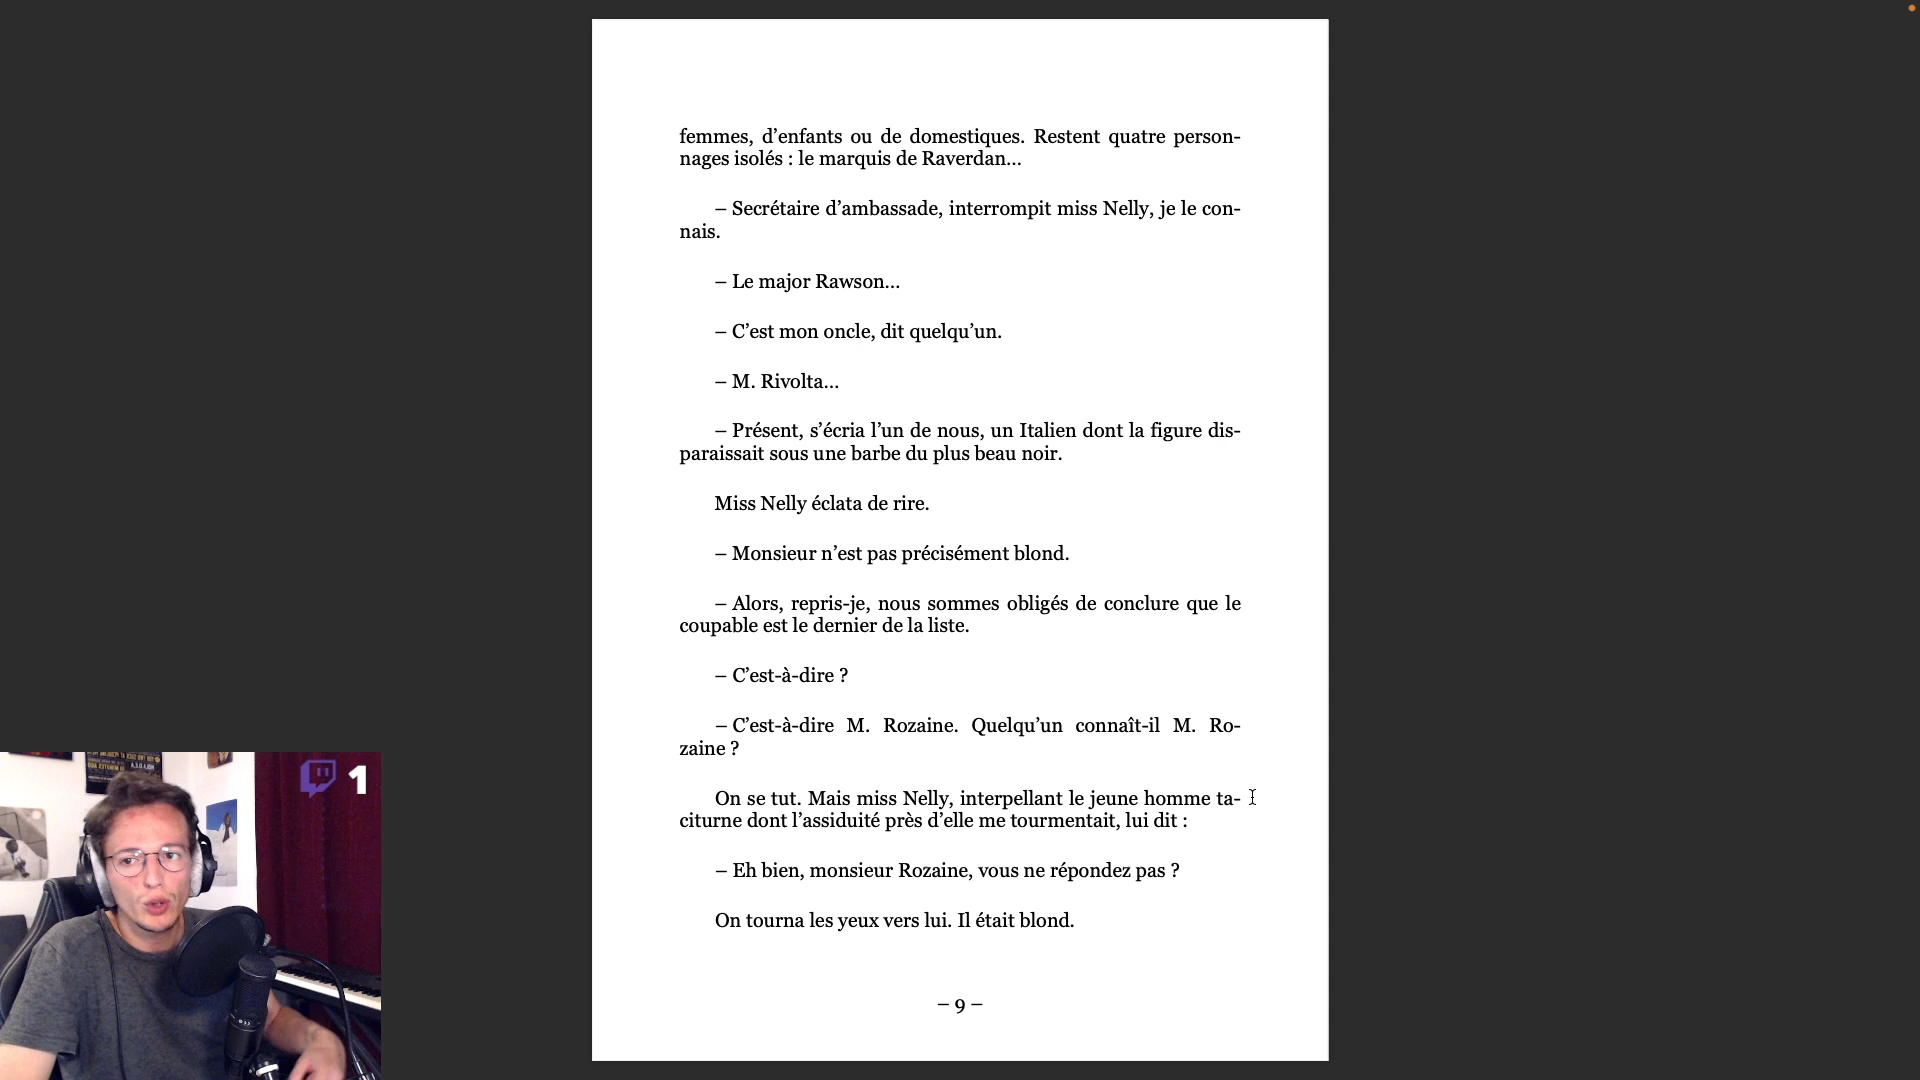 femmes, d’enfants ou de domestiques. Restent quatre person-
nages isolés : le marquis de Raverdan…
– Secrétaire d’ambassade, interrompit miss Nelly, je le con-
nais.
– Le major Rawson…
– C’est mon oncle, dit quelqu’un.
– M. Rivolta…
– Présent, s’écria l’un de nous, un Italien dont la figure dis-
paraissait sous une barbe du plus beau noir.
Miss Nelly éclata de rire.
– Monsieur n’est pas précisément blond.
– Alors, repris-je, nous sommes obligés de conclure que le
coupable est le dernier de la liste.
– C’est-à-dire ?
– C’est-à-dire M. Rozaine. Quelqu’un connaît-il M. Ro-
zaine ?
On se tut. Mais miss Nelly, interpellant le jeune homme ta-
citurne dont l’assiduité près d’elle me tourmentait, lui dit :
– Eh bien, monsieur Rozaine, vous ne répondez pas ?
On tourna les yeux vers lui. Il était blond.
– 9 –
1